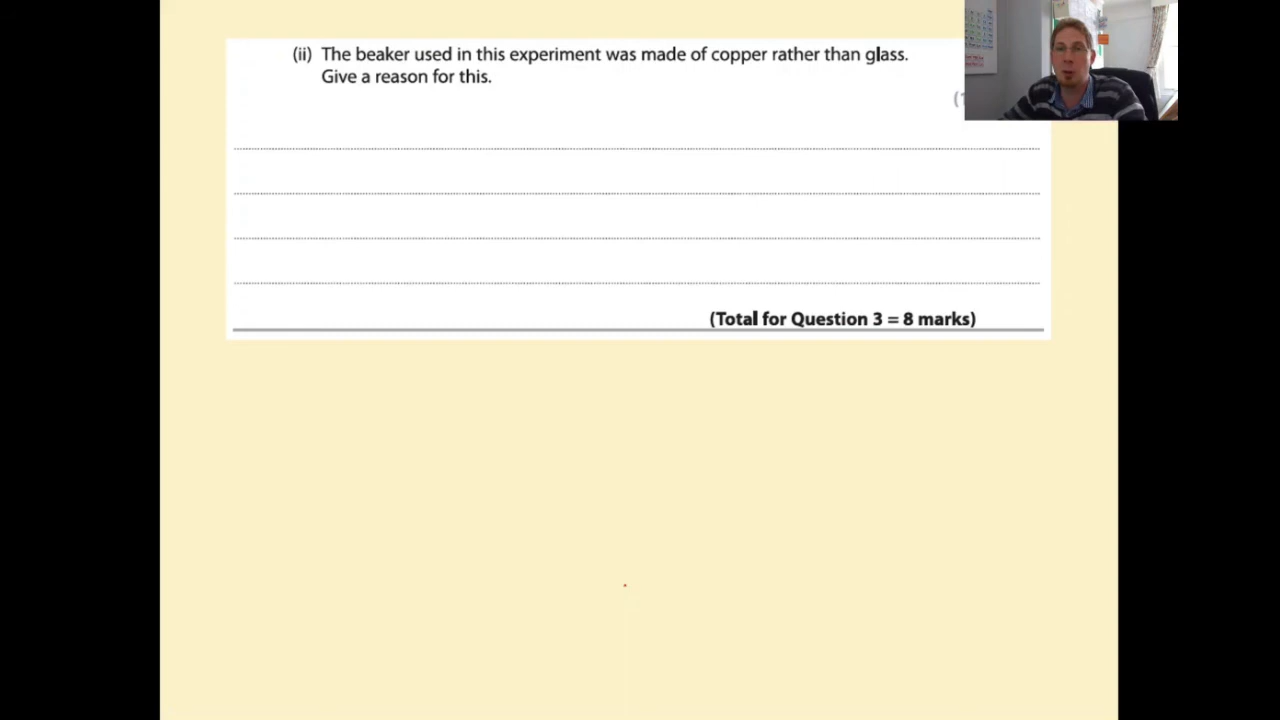 (ii) The beaker used in this experiment was made of copper rather than glass.
Give a reason for this.
(Total for Question 3 = 8 marks)